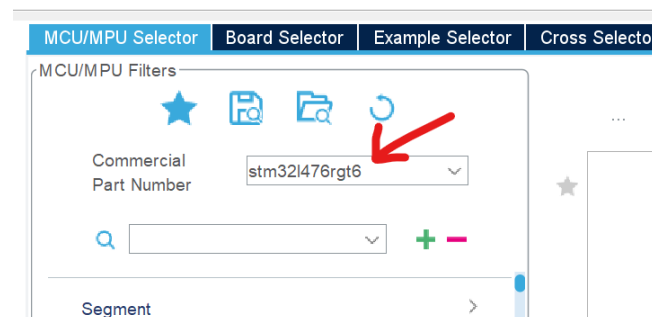 MCU/MPU Selector Board Selector Example Selector Cross Selecto
MCU/MPU Filters
Commercial
Part Number
stm32l476rgt6
...
Segment